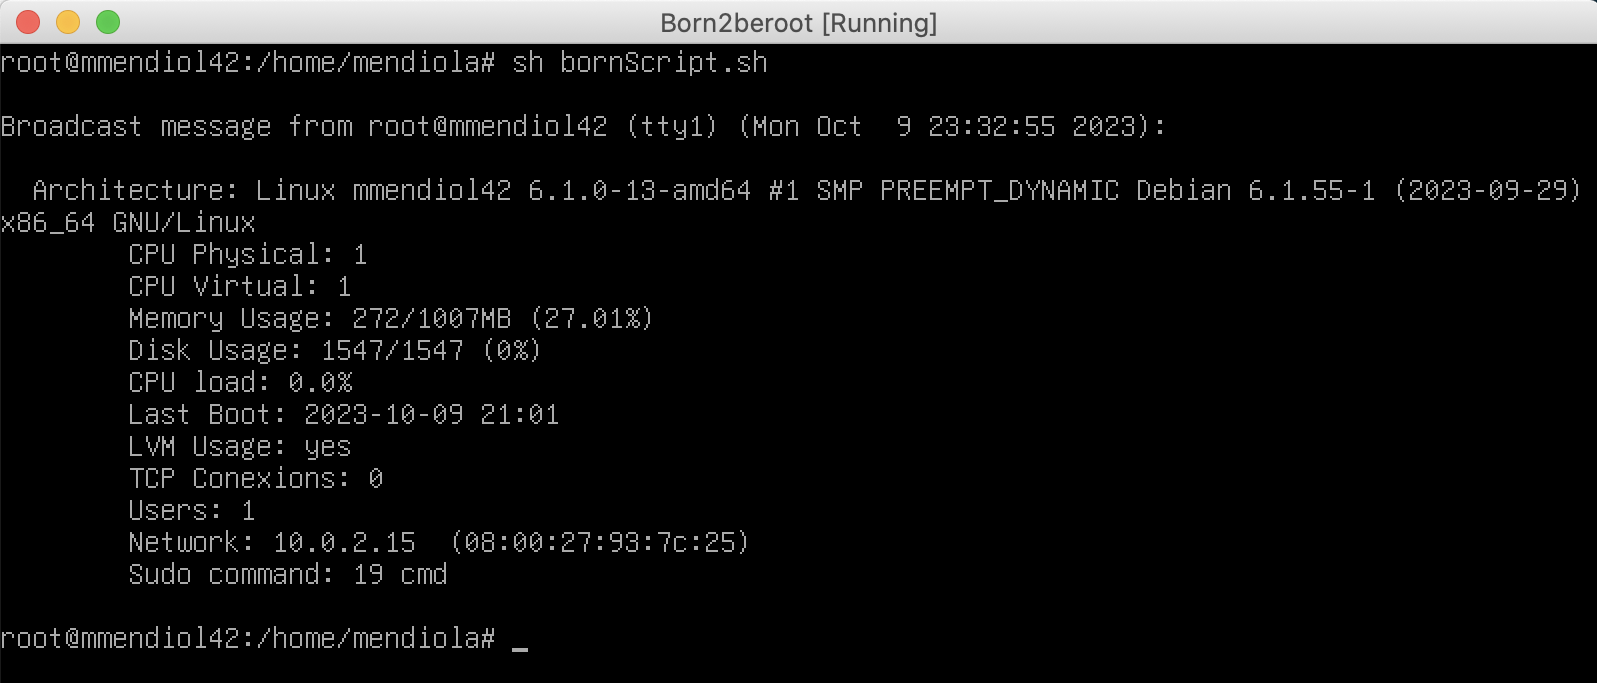 Born2beroot [Running]
root@mmendiol42:/home/mendiola# sh bornScript.sh
Broadcast message from root@mmendiol42 (tty1) (Mon Oct  9 23:32:55 2023):
  Architecture: Linux mmendiol42 6.1.0-13-amd64 #1 SMP PREEMPT_DYNAMIC Debian 6.1.55-1 (2023-09-29)
x86_64 GNU/Linux
        CPU Physical: 1
        CPU Virtual: 1
        Memory Usage: 272/1007MB (27.01%)
        Disk Usage: 1547/1547 (0%)
        CPU load: 0.0%
        Last Boot: 2023-10-09 21:01
        LVM Usage: yes
        TCP Conexions: 0
        Users: 1
        Network: 10.0.2.15  (08:00:27:93:7c:25)
        Sudo command: 19 cmd
root@mmendiol42:/home/mendiola# _